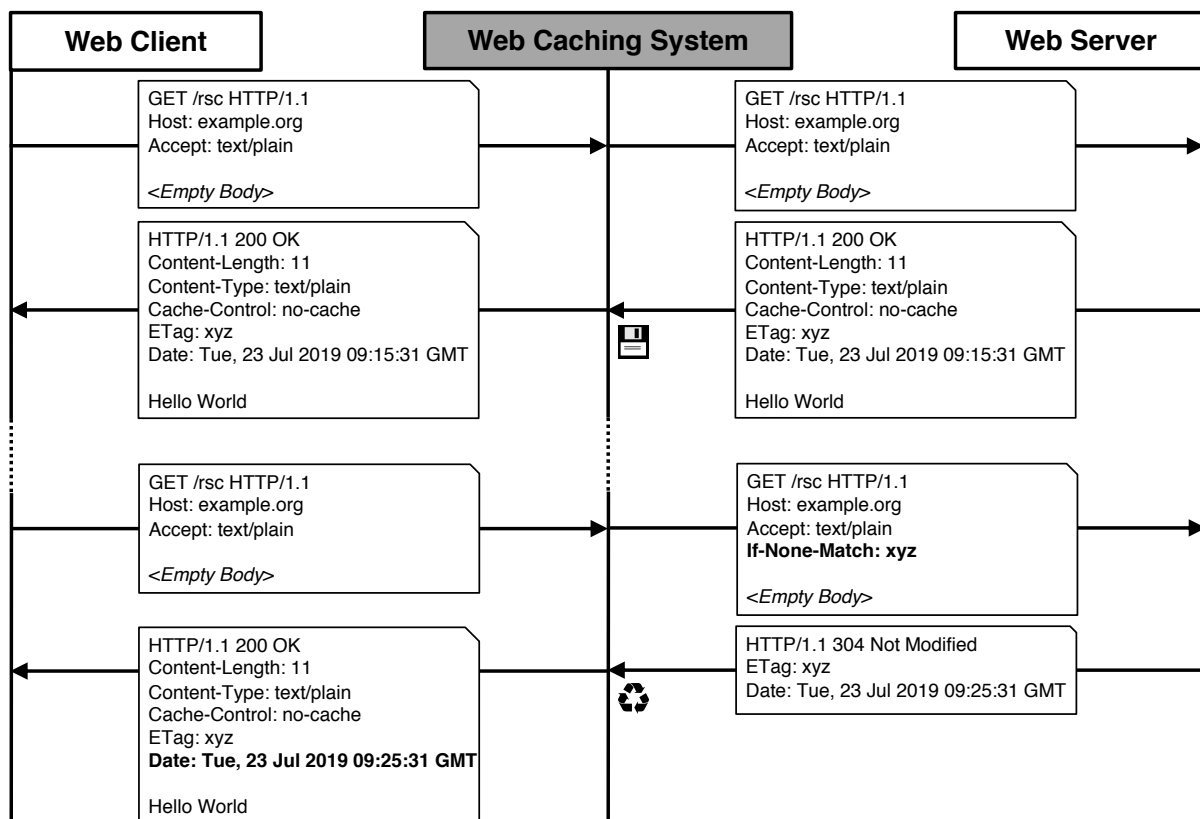 Web Client
Web Caching System
Web Server
GET /rsc HTTP/1.1
Host: example.org
Accept: text/plain
<Empty Body>
GET /rsc HTTP/1.1
Host: example.org
Accept: text/plain
<Empty Body>
HTTP/1.1 200 OK
Content-Length: 11
Content-Type: text/plain
Cache-Control: no-cache
ETag: xyz
Date: Tue, 23 Jul 2019 09:15:31 GMT
Hello World
HTTP/1.1 200 OK
Content-Length: 11
Content-Type: text/plain
Cache-Control: no-cache
ETag: xyz
Date: Tue, 23 Jul 2019 09:15:31 GMT
Hello World
GET /rsc HTTP/1.1
Host: example.org
Accept: text/plain
<Empty Body>
GET /rsc HTTP/1.1
Host: example.org
Accept: text/plain
If-None-Match: xyz
<Empty Body>
HTTP/1.1 200 OK
Content-Length: 11
Content-Type: text/plain
Cache-Control: no-cache
ETag: xyz
Date: Tue, 23 Jul 2019 09:25:31 GMT
Hello World
HTTP/1.1 304 Not Modified
ETag: xyz
Date: Tue, 23 Jul 2019 09:25:31 GMT